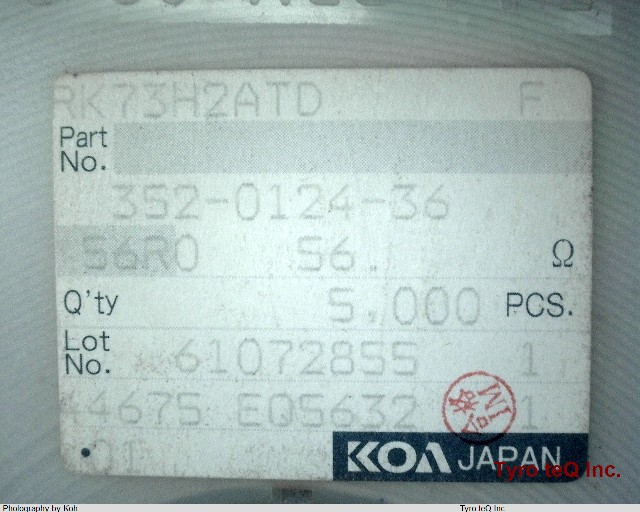 RK73H2ATD F
Part No.
352-0124-36
56R0 56. Ω
Q'ty 5,000 PCS.
Lot No. 61072855 1
44675 EQ5632 1
01
KOA JAPAN
Tyro teQ Inc.
Photography by Koh Tyro teQ Inc